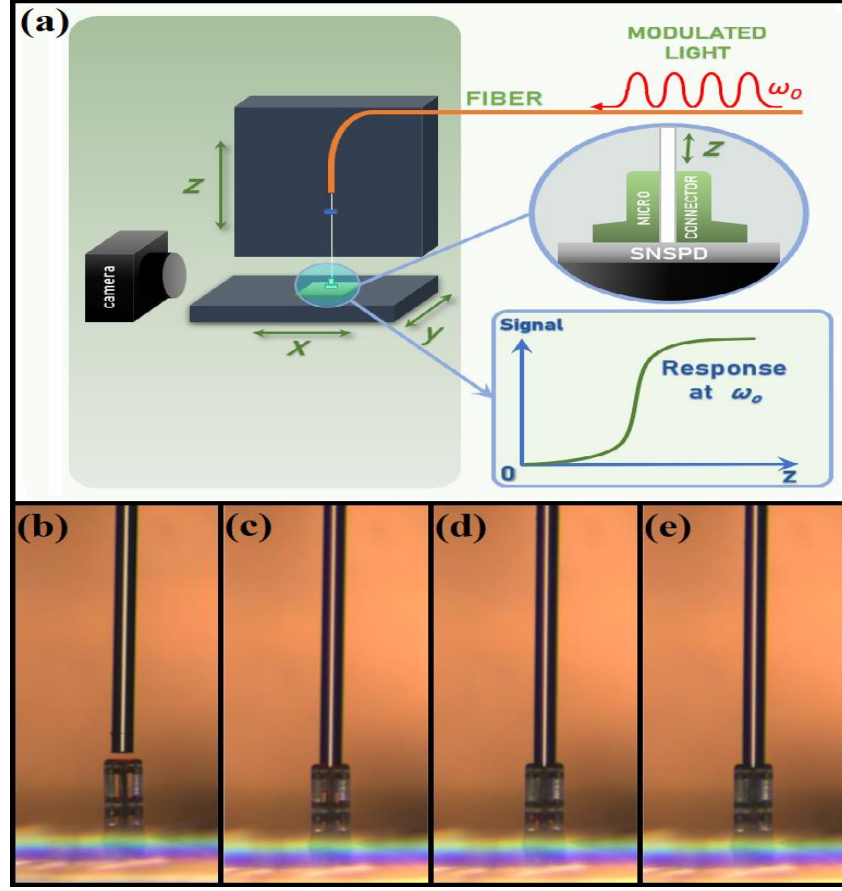 (a)
MODULATED
LIGHT
FIBER
ω₀
z
z
MICRO
CONNECTOR
SNSPD
camera
x
y
Signal
Response
at ω₀
0
z
(b)
(c)
(d)
(e)